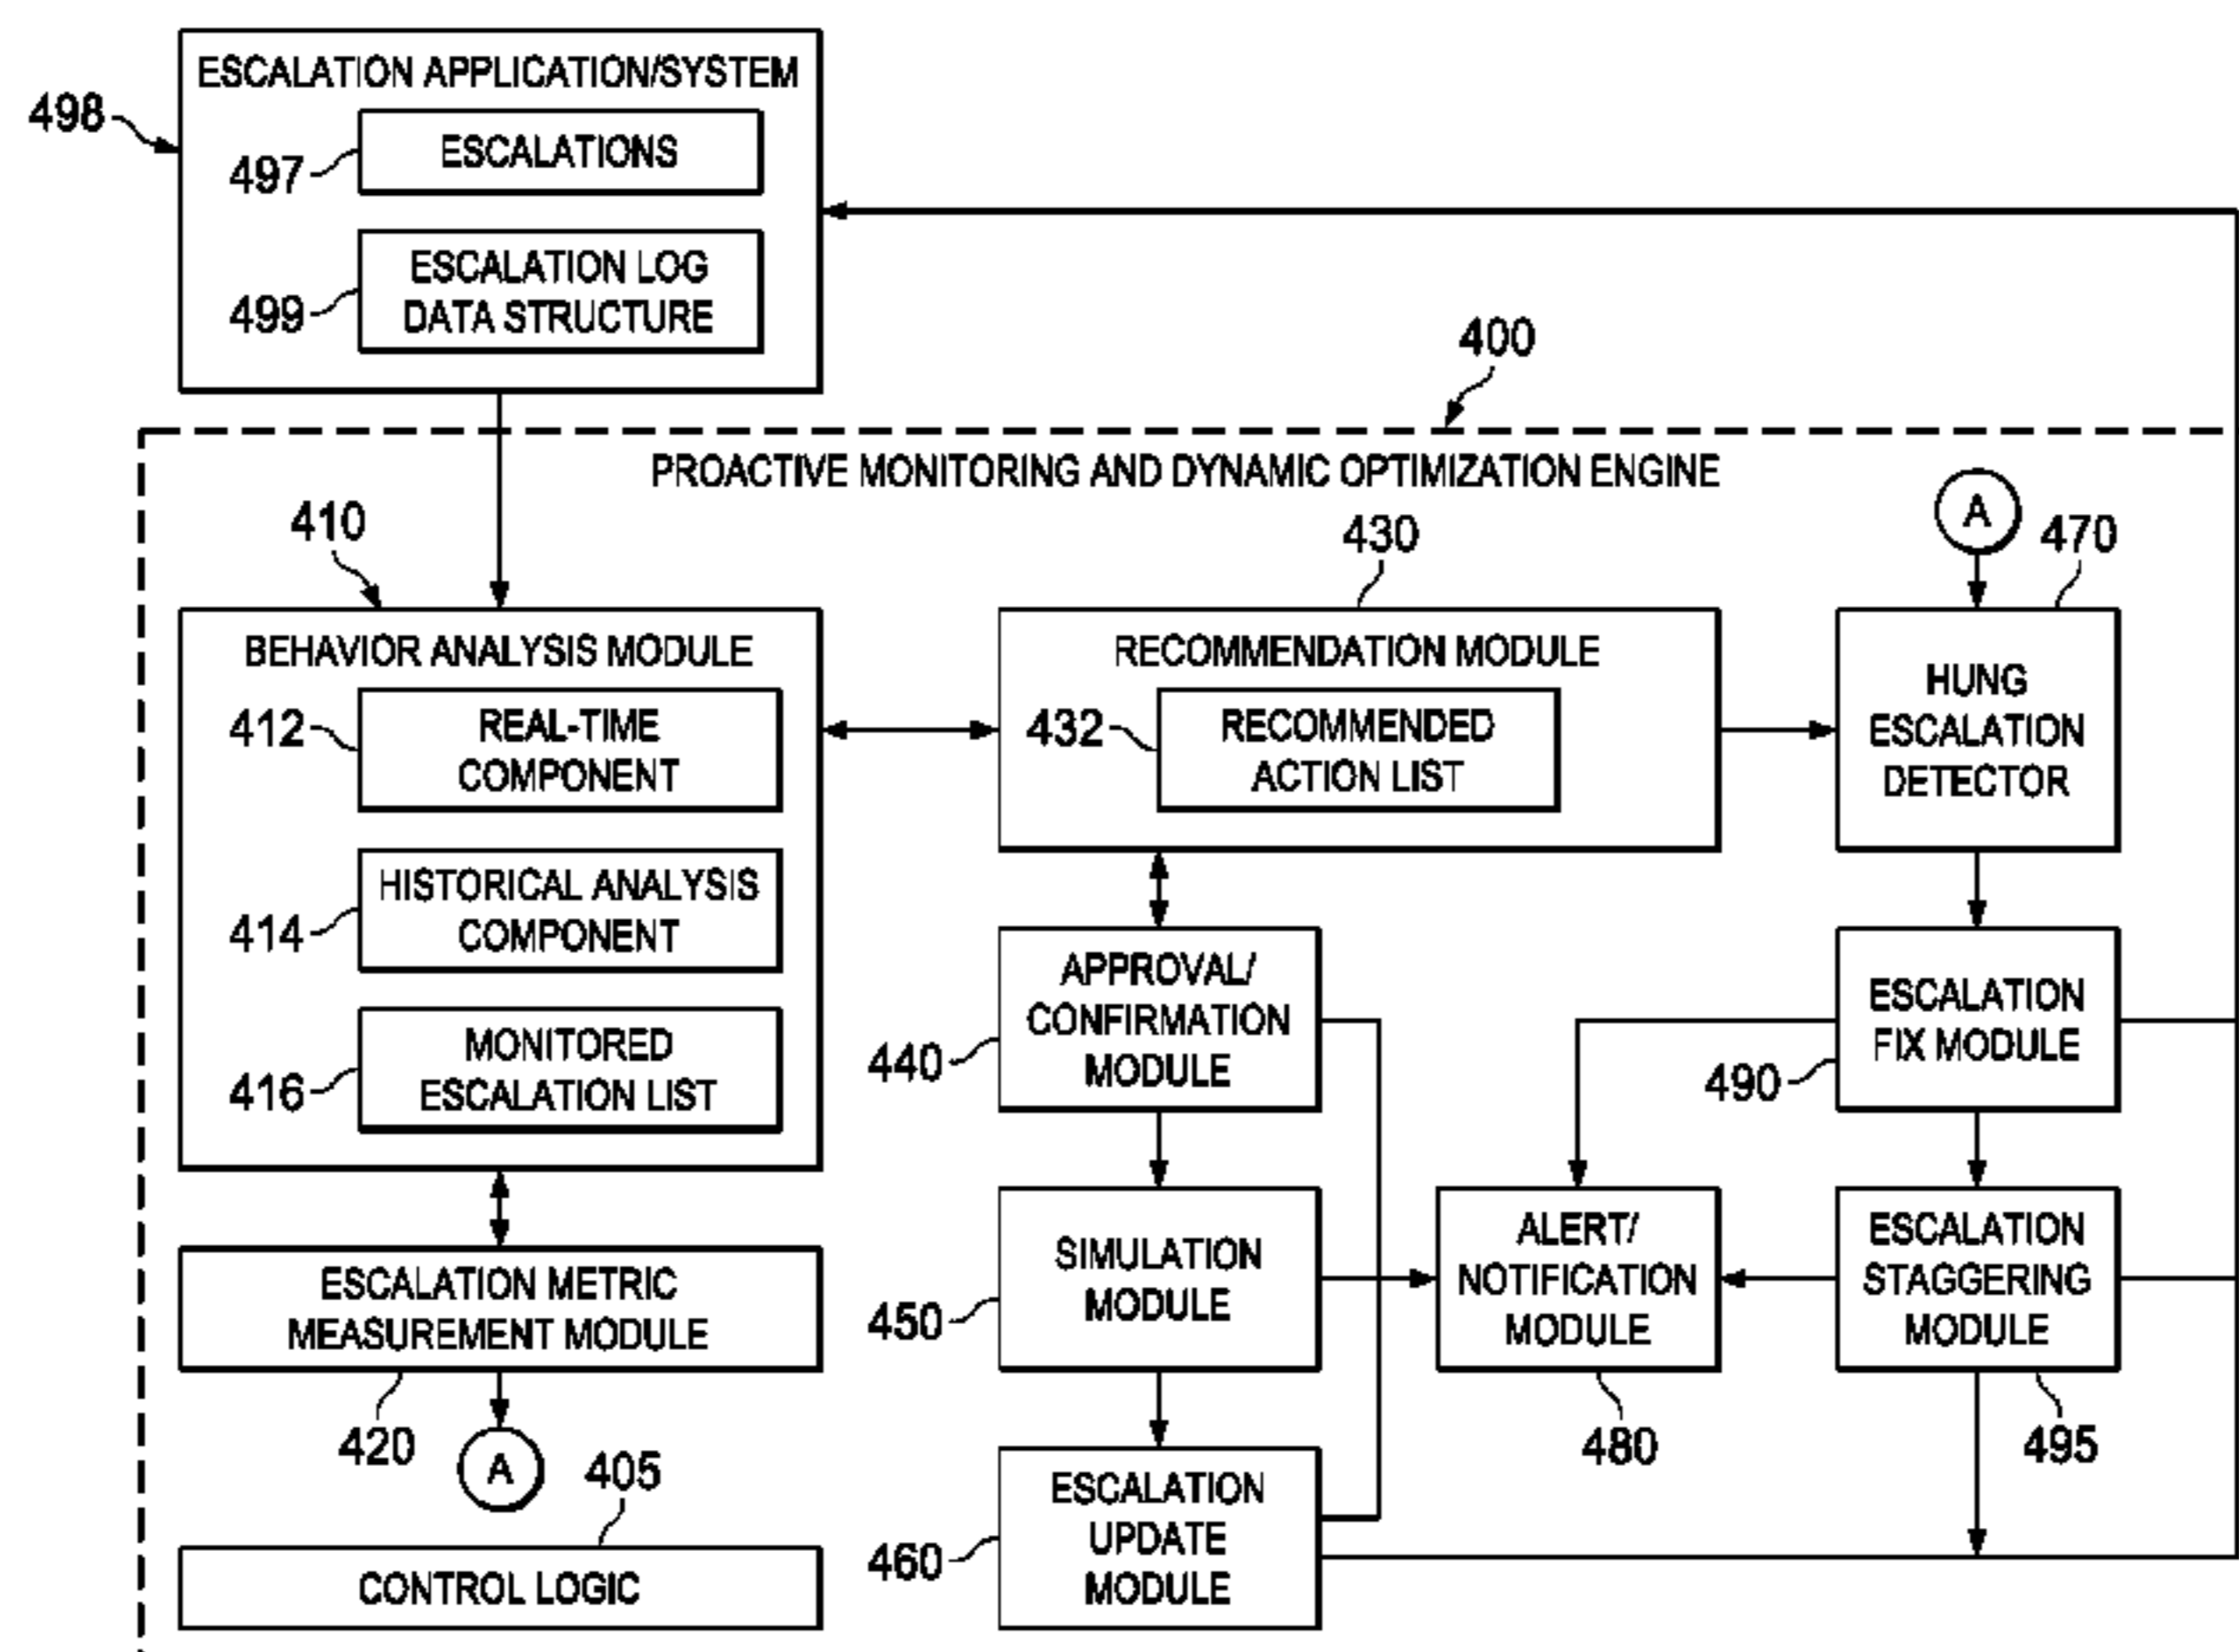 ESCALATION APPLICATION/SYSTEM
498
ESCALATIONS
497
ESCALATION LOG
DATA STRUCTURE
499
400
PROACTIVE MONITORING AND DYNAMIC OPTIMIZATION ENGINE
410
BEHAVIOR ANALYSIS MODULE
412
REAL-TIME
COMPONENT
414
HISTORICAL ANALYSIS
COMPONENT
416
MONITORED
ESCALATION LIST
ESCALATION METRIC
MEASUREMENT MODULE
420
A
405
CONTROL LOGIC
430
RECOMMENDATION MODULE
432
RECOMMENDED
ACTION LIST
APPROVAL/
CONFIRMATION
MODULE
440
SIMULATION
MODULE
450
ESCALATION
UPDATE
MODULE
460
A
470
HUNG
ESCALATION
DETECTOR
ESCALATION
FIX MODULE
490
ALERT/
NOTIFICATION
MODULE
480
ESCALATION
STAGGERING
MODULE
495